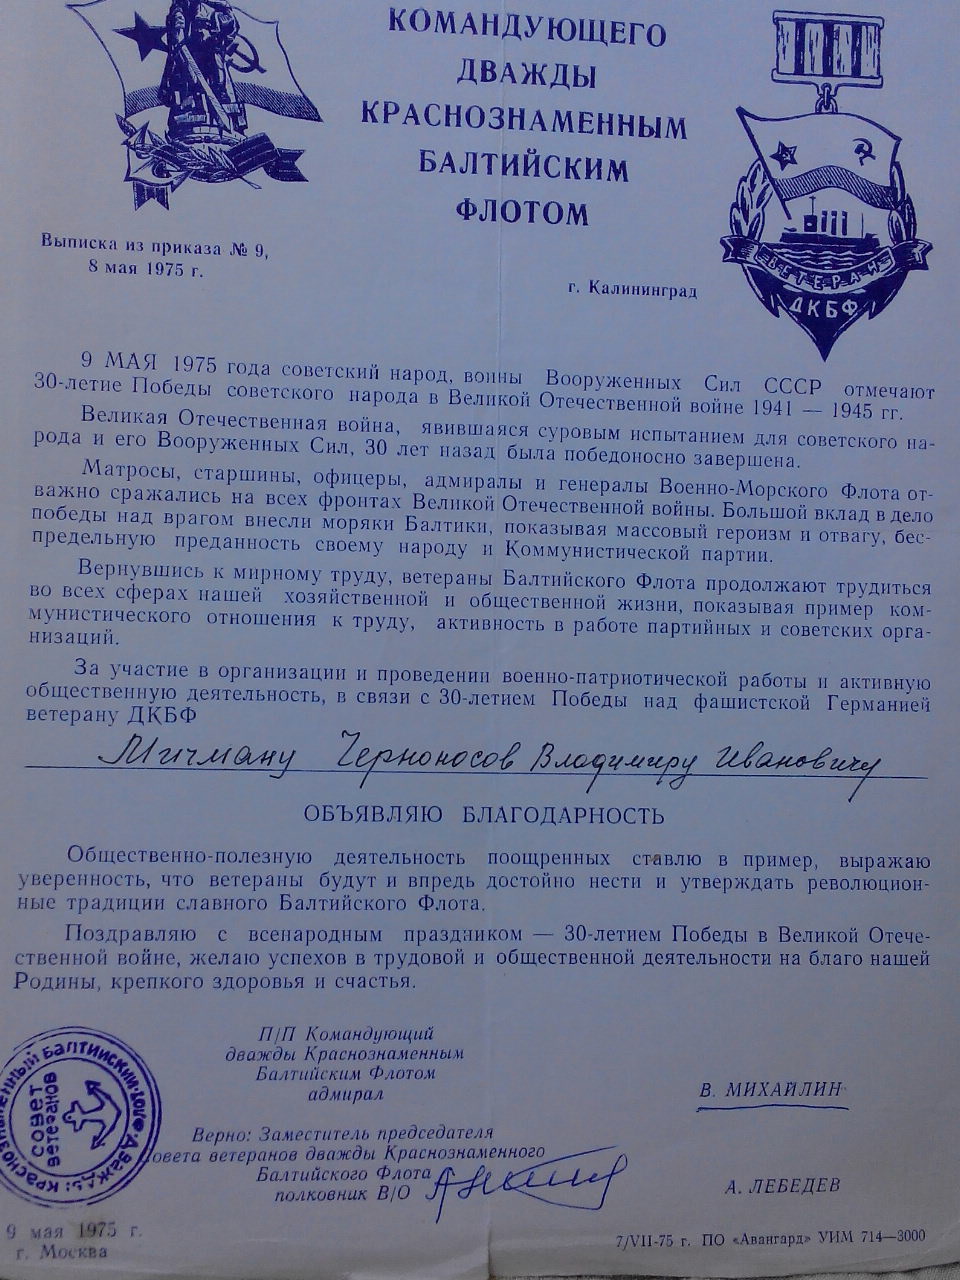 КОМАНДУЮЩЕГО
ДВАЖДЫ
КРАСНОЗНАМЕННЫМ
БАЛТИЙСКИМ
ФЛОТОМ
ВЕТЕРАН
ДКБФ
Выписка из приказа № 9,
8 мая 1975 г.
г. Калининград
9 МАЯ 1975 года советский народ, воины Вооруженных Сил СССР отмечают
30-летие Победы советского народа в Великой Отечественной войне 1941 — 1945 гг.
Великая Отечественная война, явившаяся суровым испытанием для советского на-
рода и его Вооруженных Сил, 30 лет назад была победоносно завершена.
Матросы, старшины, офицеры, адмиралы и генералы Военно-Морского Флота от-
важно сражались на всех фронтах Великой Отечественной войны. Большой вклад в дело
победы над врагом внесли моряки Балтики, показывая массовый героизм и отвагу, бес-
предельную преданность своему народу и Коммунистической партии.
Вернувшись к мирному труду, ветераны Балтийского Флота продолжают трудиться
во всех сферах нашей хозяйственной и общественной жизни, показывая пример ком-
мунистического отношения к труду, активность в работе партийных и советских орга-
низаций.
За участие в организации и проведении военно-патриотической работы и активную
общественную деятельность, в связи с 30-летием Победы над фашистской Германией
ветерану ДКБФ
Мичману Черноносов Владимиру Ивановичу
ОБЪЯВЛЯЮ БЛАГОДАРНОСТЬ
Общественно-полезную деятельность поощренных ставлю в пример, выражаю
уверенность, что ветераны будут и впредь достойно нести и утверждать революцион-
ные традиции славного Балтийского Флота.
Поздравляю с всенародным праздником — 30-летием Победы в Великой Отече-
ственной войне, желаю успехов в трудовой и общественной деятельности на благо нашей
Родины, крепкого здоровья и счастья.
П/П Командующий
дважды Краснознаменным
Балтийским Флотом
адмирал
В. МИХАЙЛИН
Верно: Заместитель председателя
Совета ветеранов дважды Краснознаменного
Балтийского Флота
полковник В/О
А. ЛЕБЕДЕВ
СОВЕТ
ВЕТЕРАНОВ
9 мая 1975 г.
г. Москва
7/VII-75 г. ПО «Авангард» УИМ 714—3000